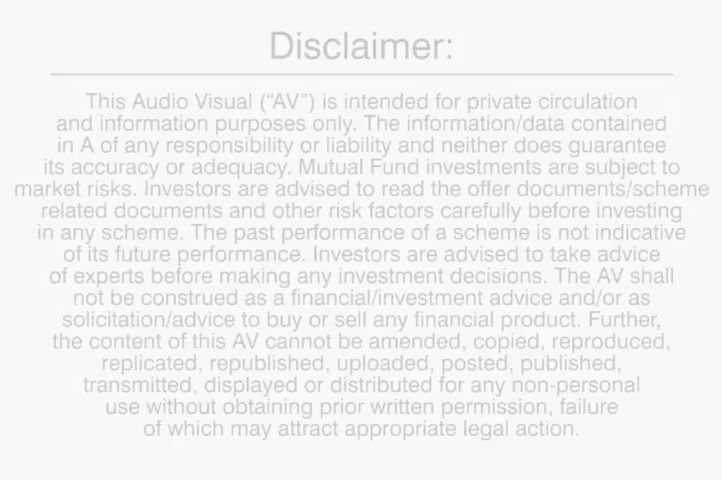 Disclaimer:
This Audio Visual (“AV”) is intended for private circulation
and information purposes only. The information/data contained
in A of any responsibility or liability and neither does guarantee
its accuracy or adequacy. Mutual Fund investments are subject to
market risks. Investors are advised to read the offer documents/scheme
related documents and other risk factors carefully before investing
in any scheme. The past performance of a scheme is not indicative
of its future performance. Investors are advised to take advice
of experts before making any investment decisions. The AV shall
not be construed as a financial/investment advice and/or as
solicitation/advice to buy or sell any financial product. Further,
the content of this AV cannot be amended, copied, reproduced,
replicated, republished, uploaded, posted, published,
transmitted, displayed or distributed for any non-personal
use without obtaining prior written permission, failure
of which may attract appropriate legal action.